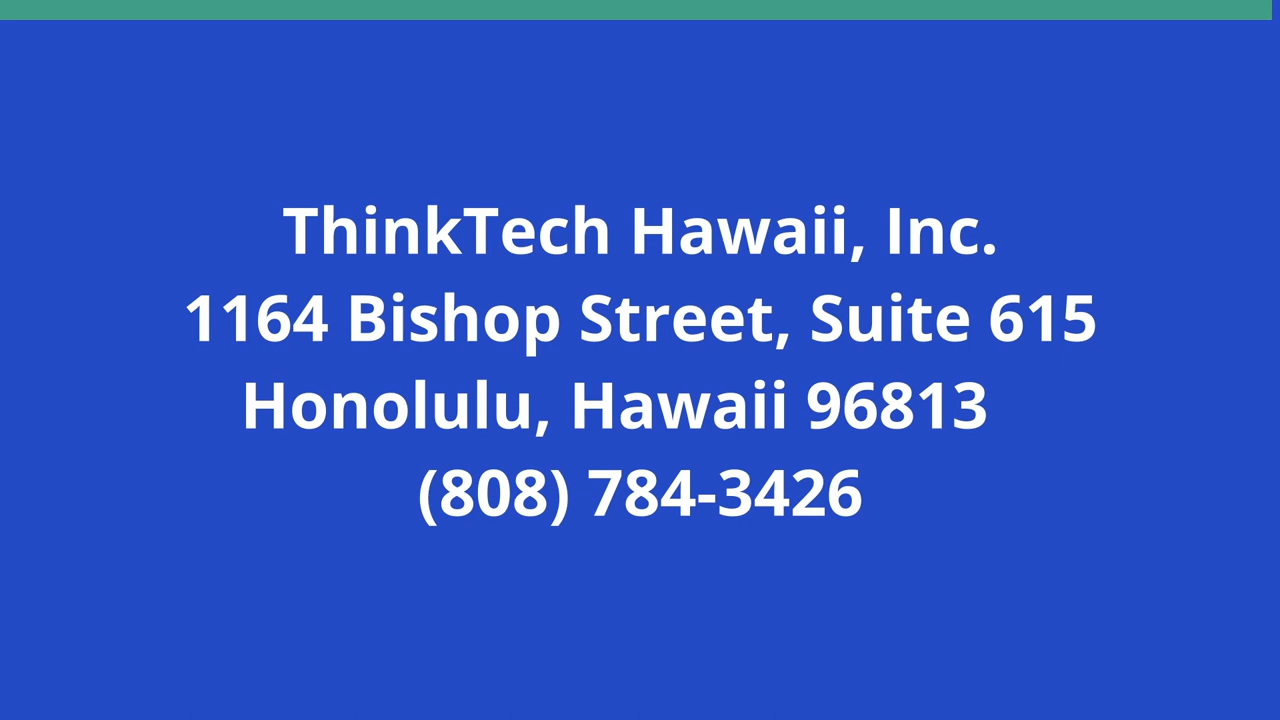 ThinkTech Hawaii, Inc.
1164 Bishop Street, Suite 615
Honolulu, Hawaii 96813
(808) 784-3426